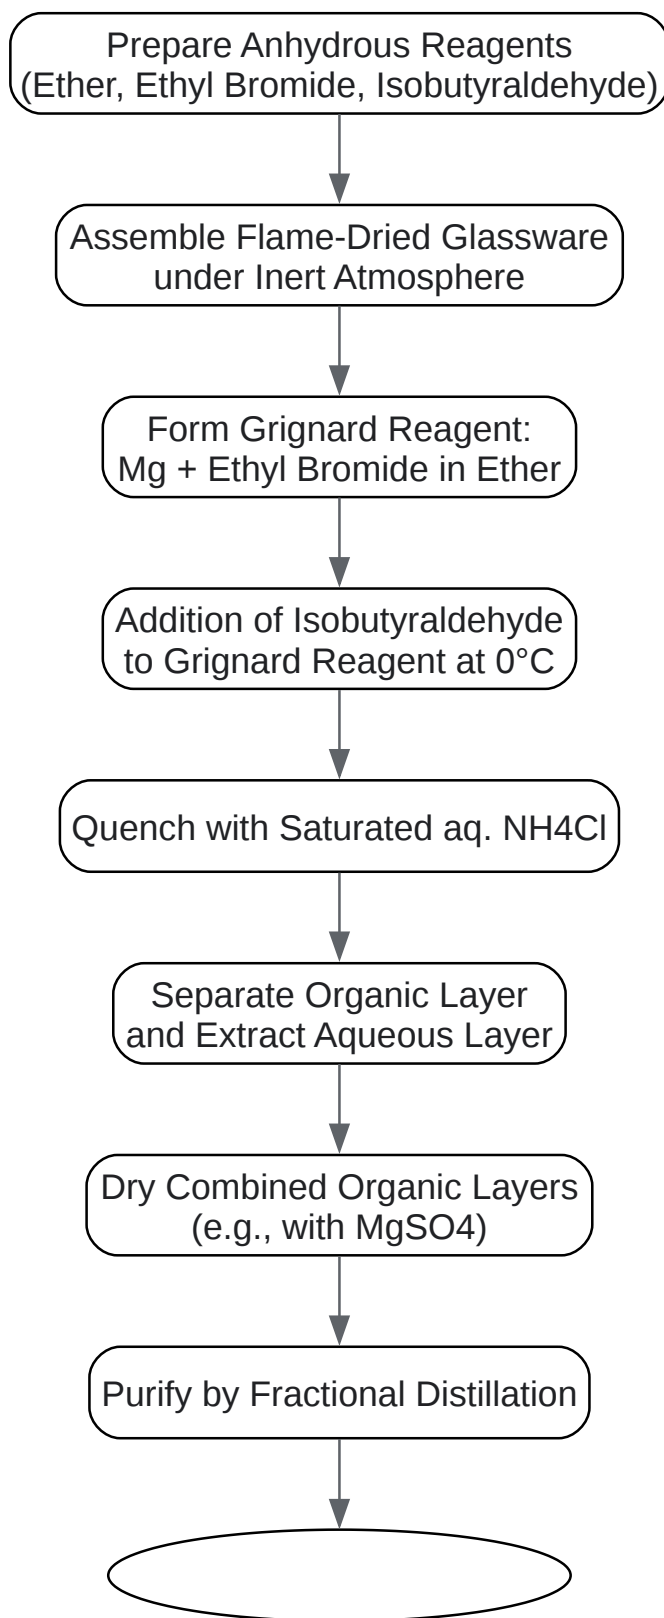 Prepare Anhydrous Reagents
(Ether, Ethyl Bromide, Isobutyraldehyde)
Assemble Flame-Dried Glassware
under Inert Atmosphere
Form Grignard Reagent:
Mg + Ethyl Bromide in Ether
Addition of Isobutyraldehyde
to Grignard Reagent at 0°C
Quench with Saturated aq. NH4Cl
Separate Organic Layer
and Extract Aqueous Layer
Dry Combined Organic Layers
(e.g., with MgSO4)
Purify by Fractional Distillation